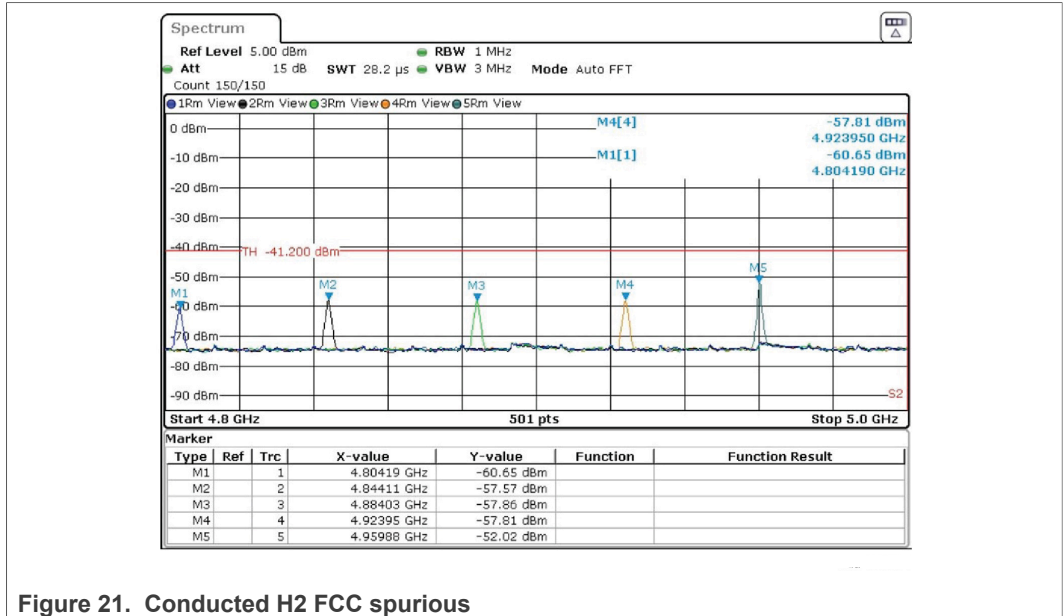 Spectrum
Ref Level 5.00 dBm RBW 1 MHz
Att 15 dB SWT 28.2 µs VBW 3 MHz Mode Auto FFT
Count 150/150
1Rm View 2Rm View 3Rm View 4Rm View 5Rm View
M4[4] -57.81 dBm
4.923950 GHz
M1[1] -60.65 dBm
4.804190 GHz
0 dBm
-10 dBm
-20 dBm
-30 dBm
-40 dBm
TH -41.200 dBm
-50 dBm
M1 M2 M3 M4 M5
-60 dBm
-70 dBm
-80 dBm
-90 dBm
S2
Start 4.8 GHz 501 pts Stop 5.0 GHz
Marker
Type Ref Trc X-value Y-value Function Function Result
M1 1 4.80419 GHz -60.65 dBm
M2 2 4.84411 GHz -57.57 dBm
M3 3 4.88403 GHz -57.86 dBm
M4 4 4.92395 GHz -57.81 dBm
M5 5 4.95988 GHz -52.02 dBm
Figure 21. Conducted H2 FCC spurious